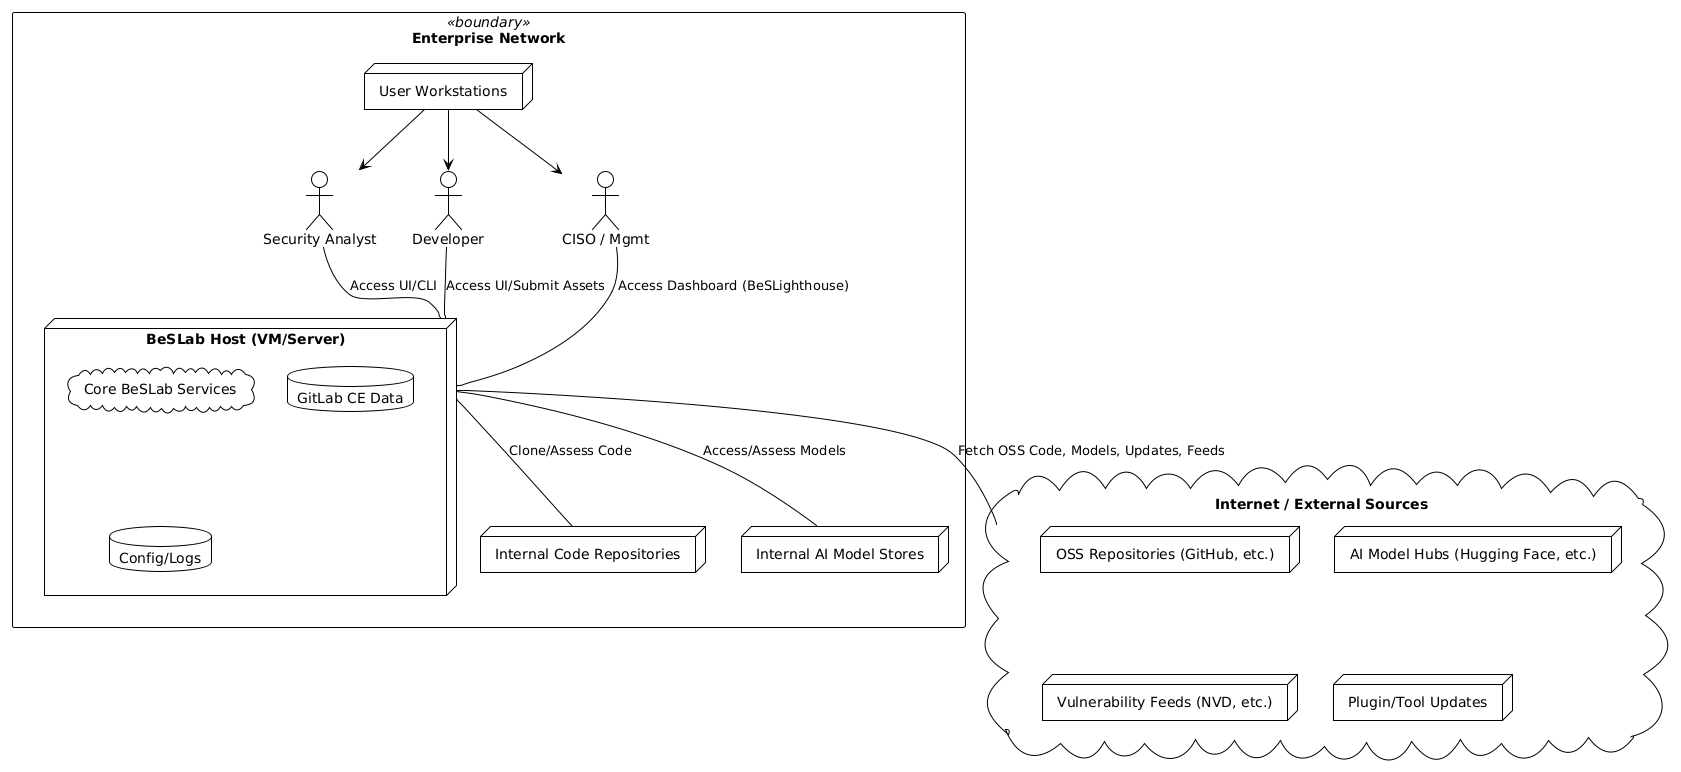 «boundary»
Enterprise Network
User Workstations
Security Analyst
Developer
CISO / Mgmt
Access UI/CLI
Access UI/Submit Assets
Access Dashboard (BeSLighthouse)
BeSLab Host (VM/Server)
Core BeSLab Services
GitLab CE Data
Clone/Assess Code
Access/Assess Models
Fetch OSS Code, Models, Updates, Feeds
Config/Logs
Internal Code Repositories
Internal AI Model Stores
Internet / External Sources
OSS Repositories (GitHub, etc.)
AI Model Hubs (Hugging Face, etc.)
Vulnerability Feeds (NVD, etc.)
Plugin/Tool Updates